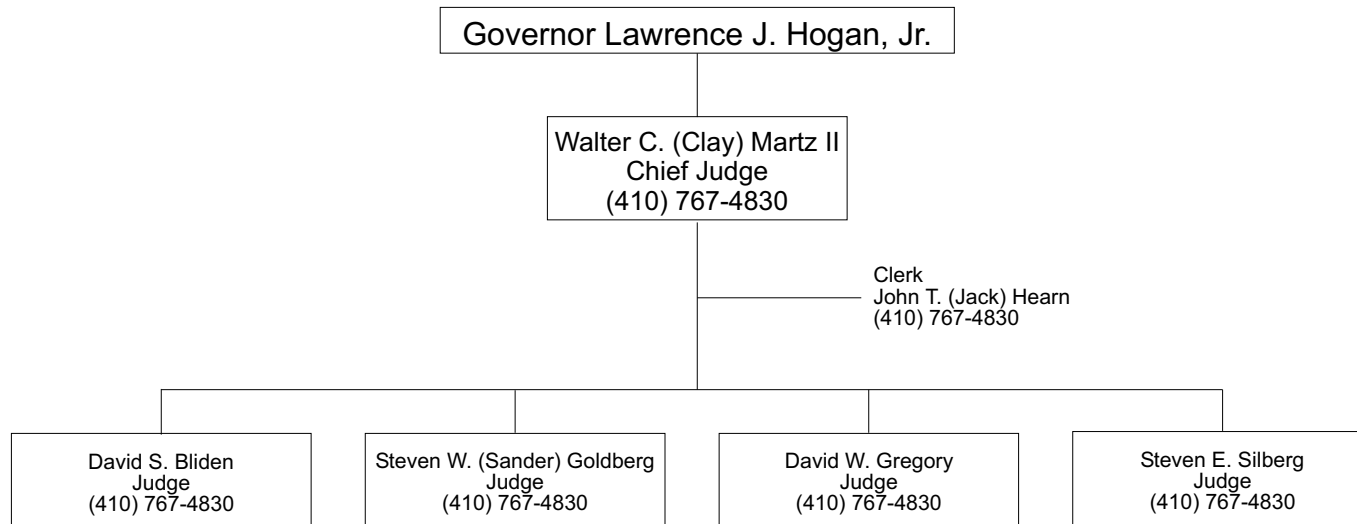 Governor Lawrence J. Hogan, Jr.
Walter C. (Clay) Martz II
Chief Judge
(410) 767-4830
Clerk
John T. (Jack) Hearn
(410) 767-4830
David S. Bliden
Judge
(410) 767-4830
Steven W. (Sander) Goldberg
Judge
(410) 767-4830
David W. Gregory
Judge
(410) 767-4830
Steven E. Silberg
Judge
(410) 767-4830